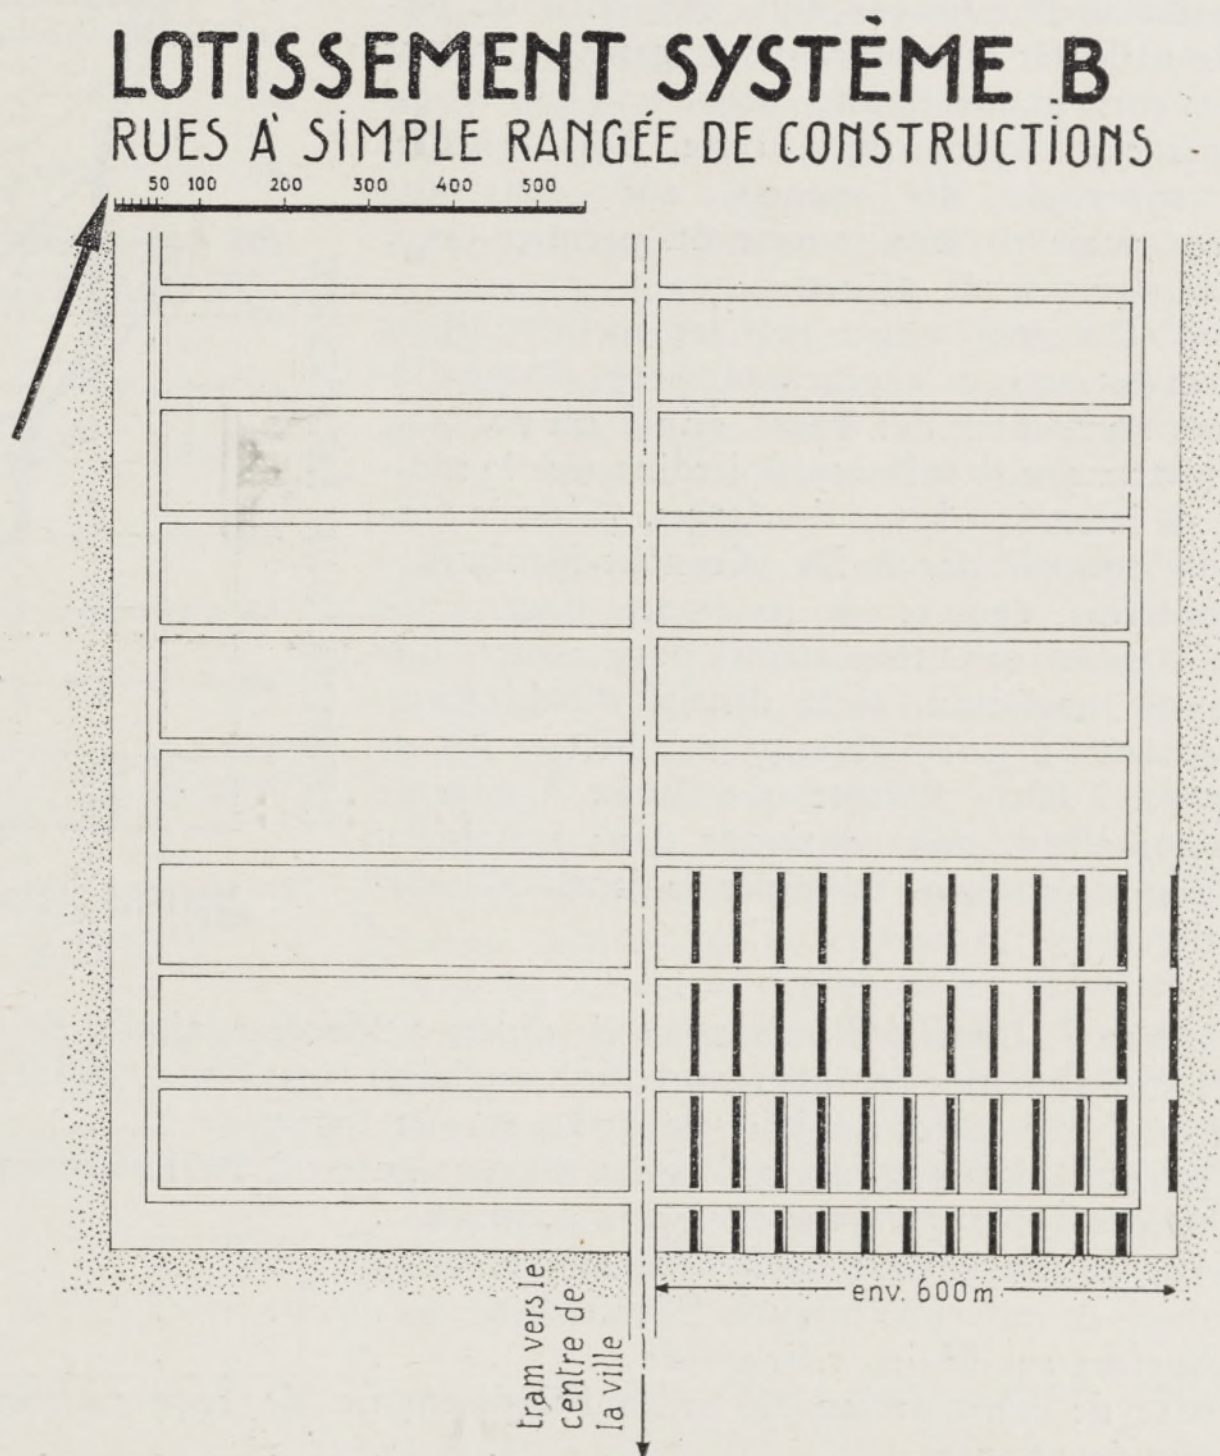 LOTISSEMENT SYSTÈME B
RUES À SIMPLE RANGÉE DE CONSTRUCTIONS
50 100 200 300 400 500
env. 600 m
tram vers le
centre de
la ville